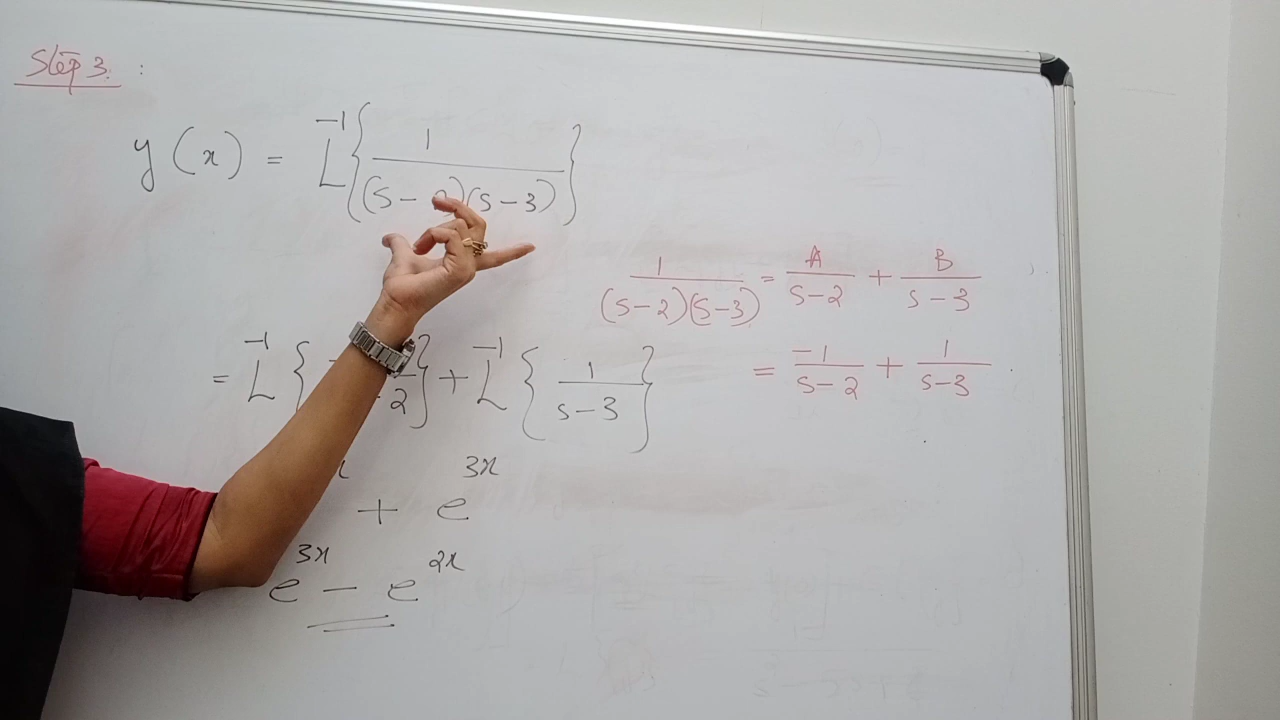 Step 3 :
y(x) = L⁻¹{ 1 / (s-2)(s-3) }
1 / (s-2)(s-3) = A / s-2 + B / s-3
= -1 / s-2 + 1 / s-3
= L⁻¹{ -2 } + L⁻¹{ 1 / s-3 }
+ e^3x
e^3x - e^2x